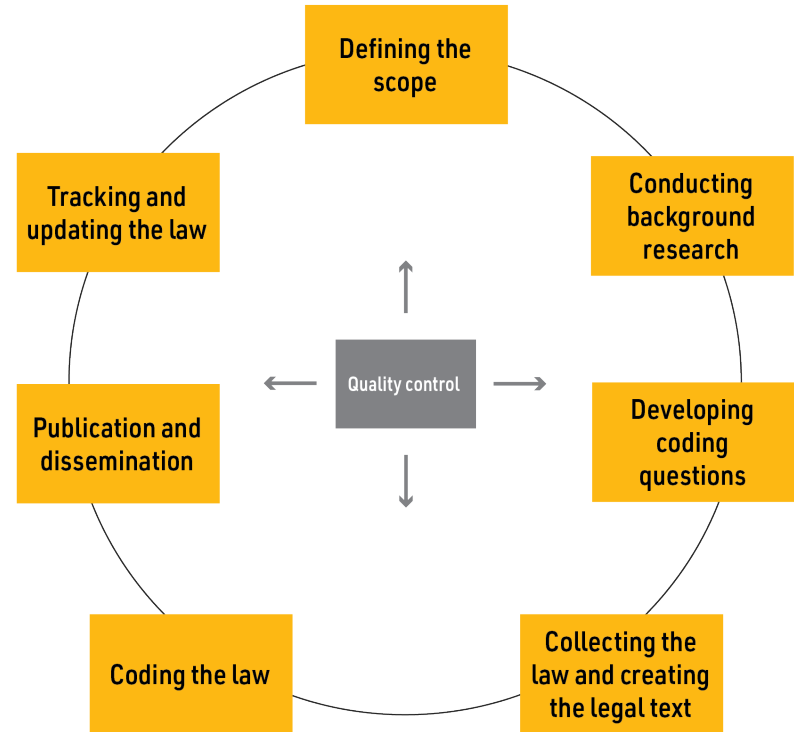 Defining the
scope
Conducting
background
research
Developing
coding
questions
Collecting the
law and creating
the legal text
Coding the law
Publication and
dissemination
Tracking and
updating the law
Quality control